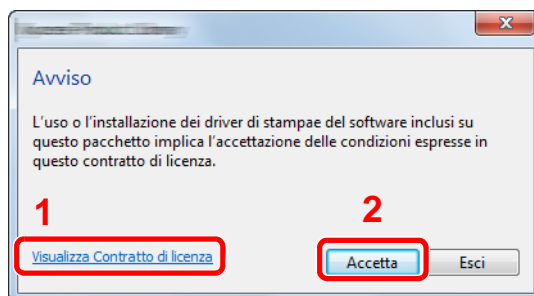 Avviso
L'uso o l'installazione dei driver di stampae del software inclusi su
questo pacchetto implica l'accettazione delle condizioni espresse in
questo contratto di licenza.
1
2
Visualizza Contratto di licenza
Accetta
Esci